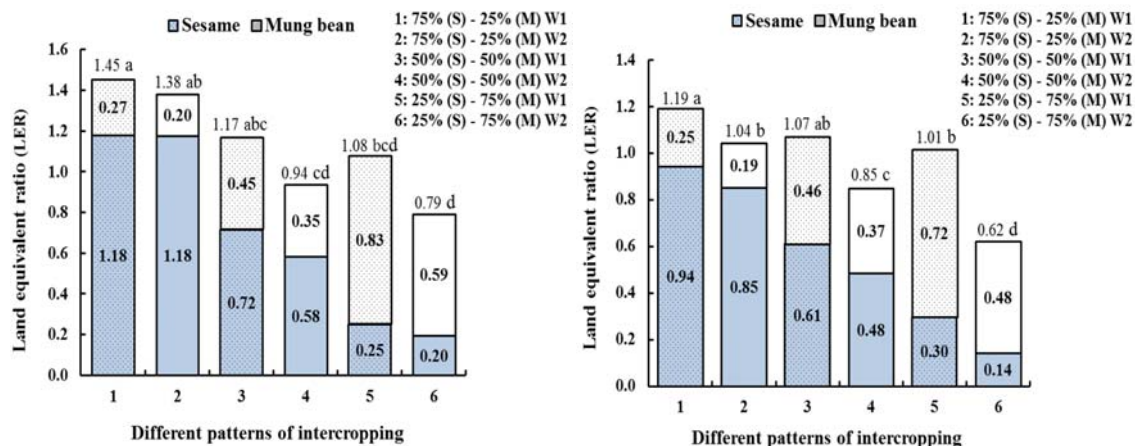 Sesame Mung bean
1: 75% (S) - 25% (M) W1
2: 75% (S) - 25% (M) W2
3: 50% (S) - 50% (M) W1
4: 50% (S) - 50% (M) W2
5: 25% (S) - 75% (M) W1
6: 25% (S) - 75% (M) W2
Land equivalent ratio (LER)
1.6
1.4
1.2
1.0
0.8
0.6
0.4
0.2
0.0
1.45 a
0.27
1.18
1.38 ab
0.20
1.18
1.17 abc
0.45
0.72
0.94 cd
0.35
0.58
1.08 bcd
0.83
0.25
0.79 d
0.59
0.20
1 2 3 4 5 6
Different patterns of intercropping
Sesame Mung bean
1: 75% (S) - 25% (M) W1
2: 75% (S) - 25% (M) W2
3: 50% (S) - 50% (M) W1
4: 50% (S) - 50% (M) W2
5: 25% (S) - 75% (M) W1
6: 25% (S) - 75% (M) W2
Land equivalent ratio (LER)
1.4
1.2
1.0
0.8
0.6
0.4
0.2
0.0
1.19 a
0.25
0.94
1.04 b
0.19
0.85
1.07 ab
0.46
0.61
0.85 c
0.37
0.48
1.01 b
0.72
0.30
0.62 d
0.48
0.14
1 2 3 4 5 6
Different patterns of intercropping